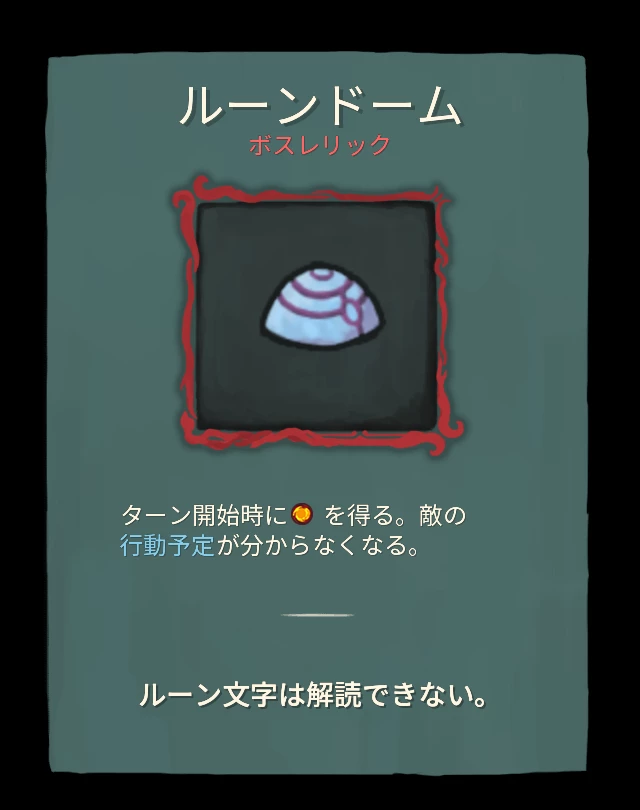 ルーンドーム
ボスレリック
ターン開始時に を得る。敵の
行動予定が分からなくなる。
ルーン文字は解読できない。